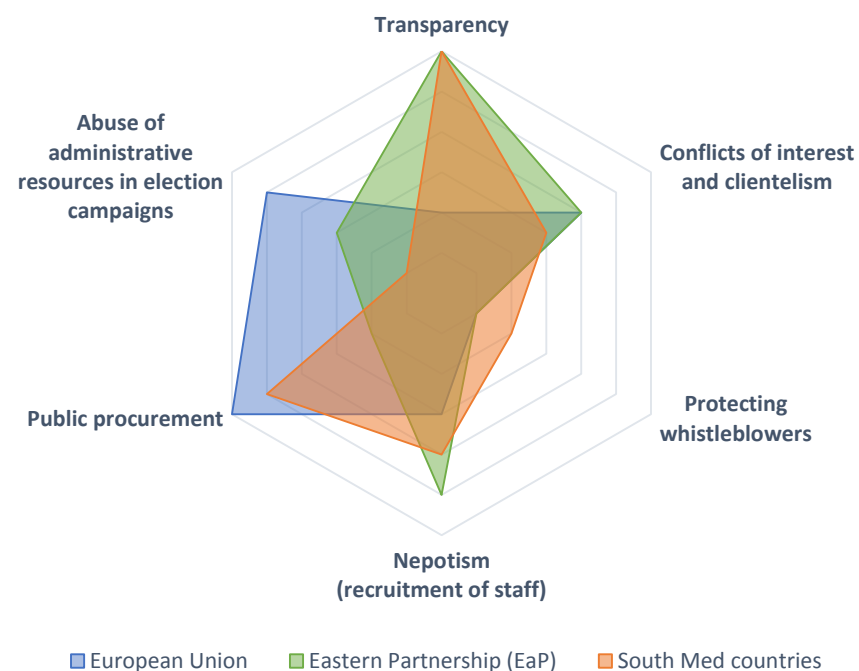 Transparency
Abuse of
administrative
resources in election
campaigns
Conflicts of interest
and clientelism
Public procurement
Protecting
whistleblowers
Nepotism
(recruitment of staff)
European Union
Eastern Partnership (EaP)
South Med countries